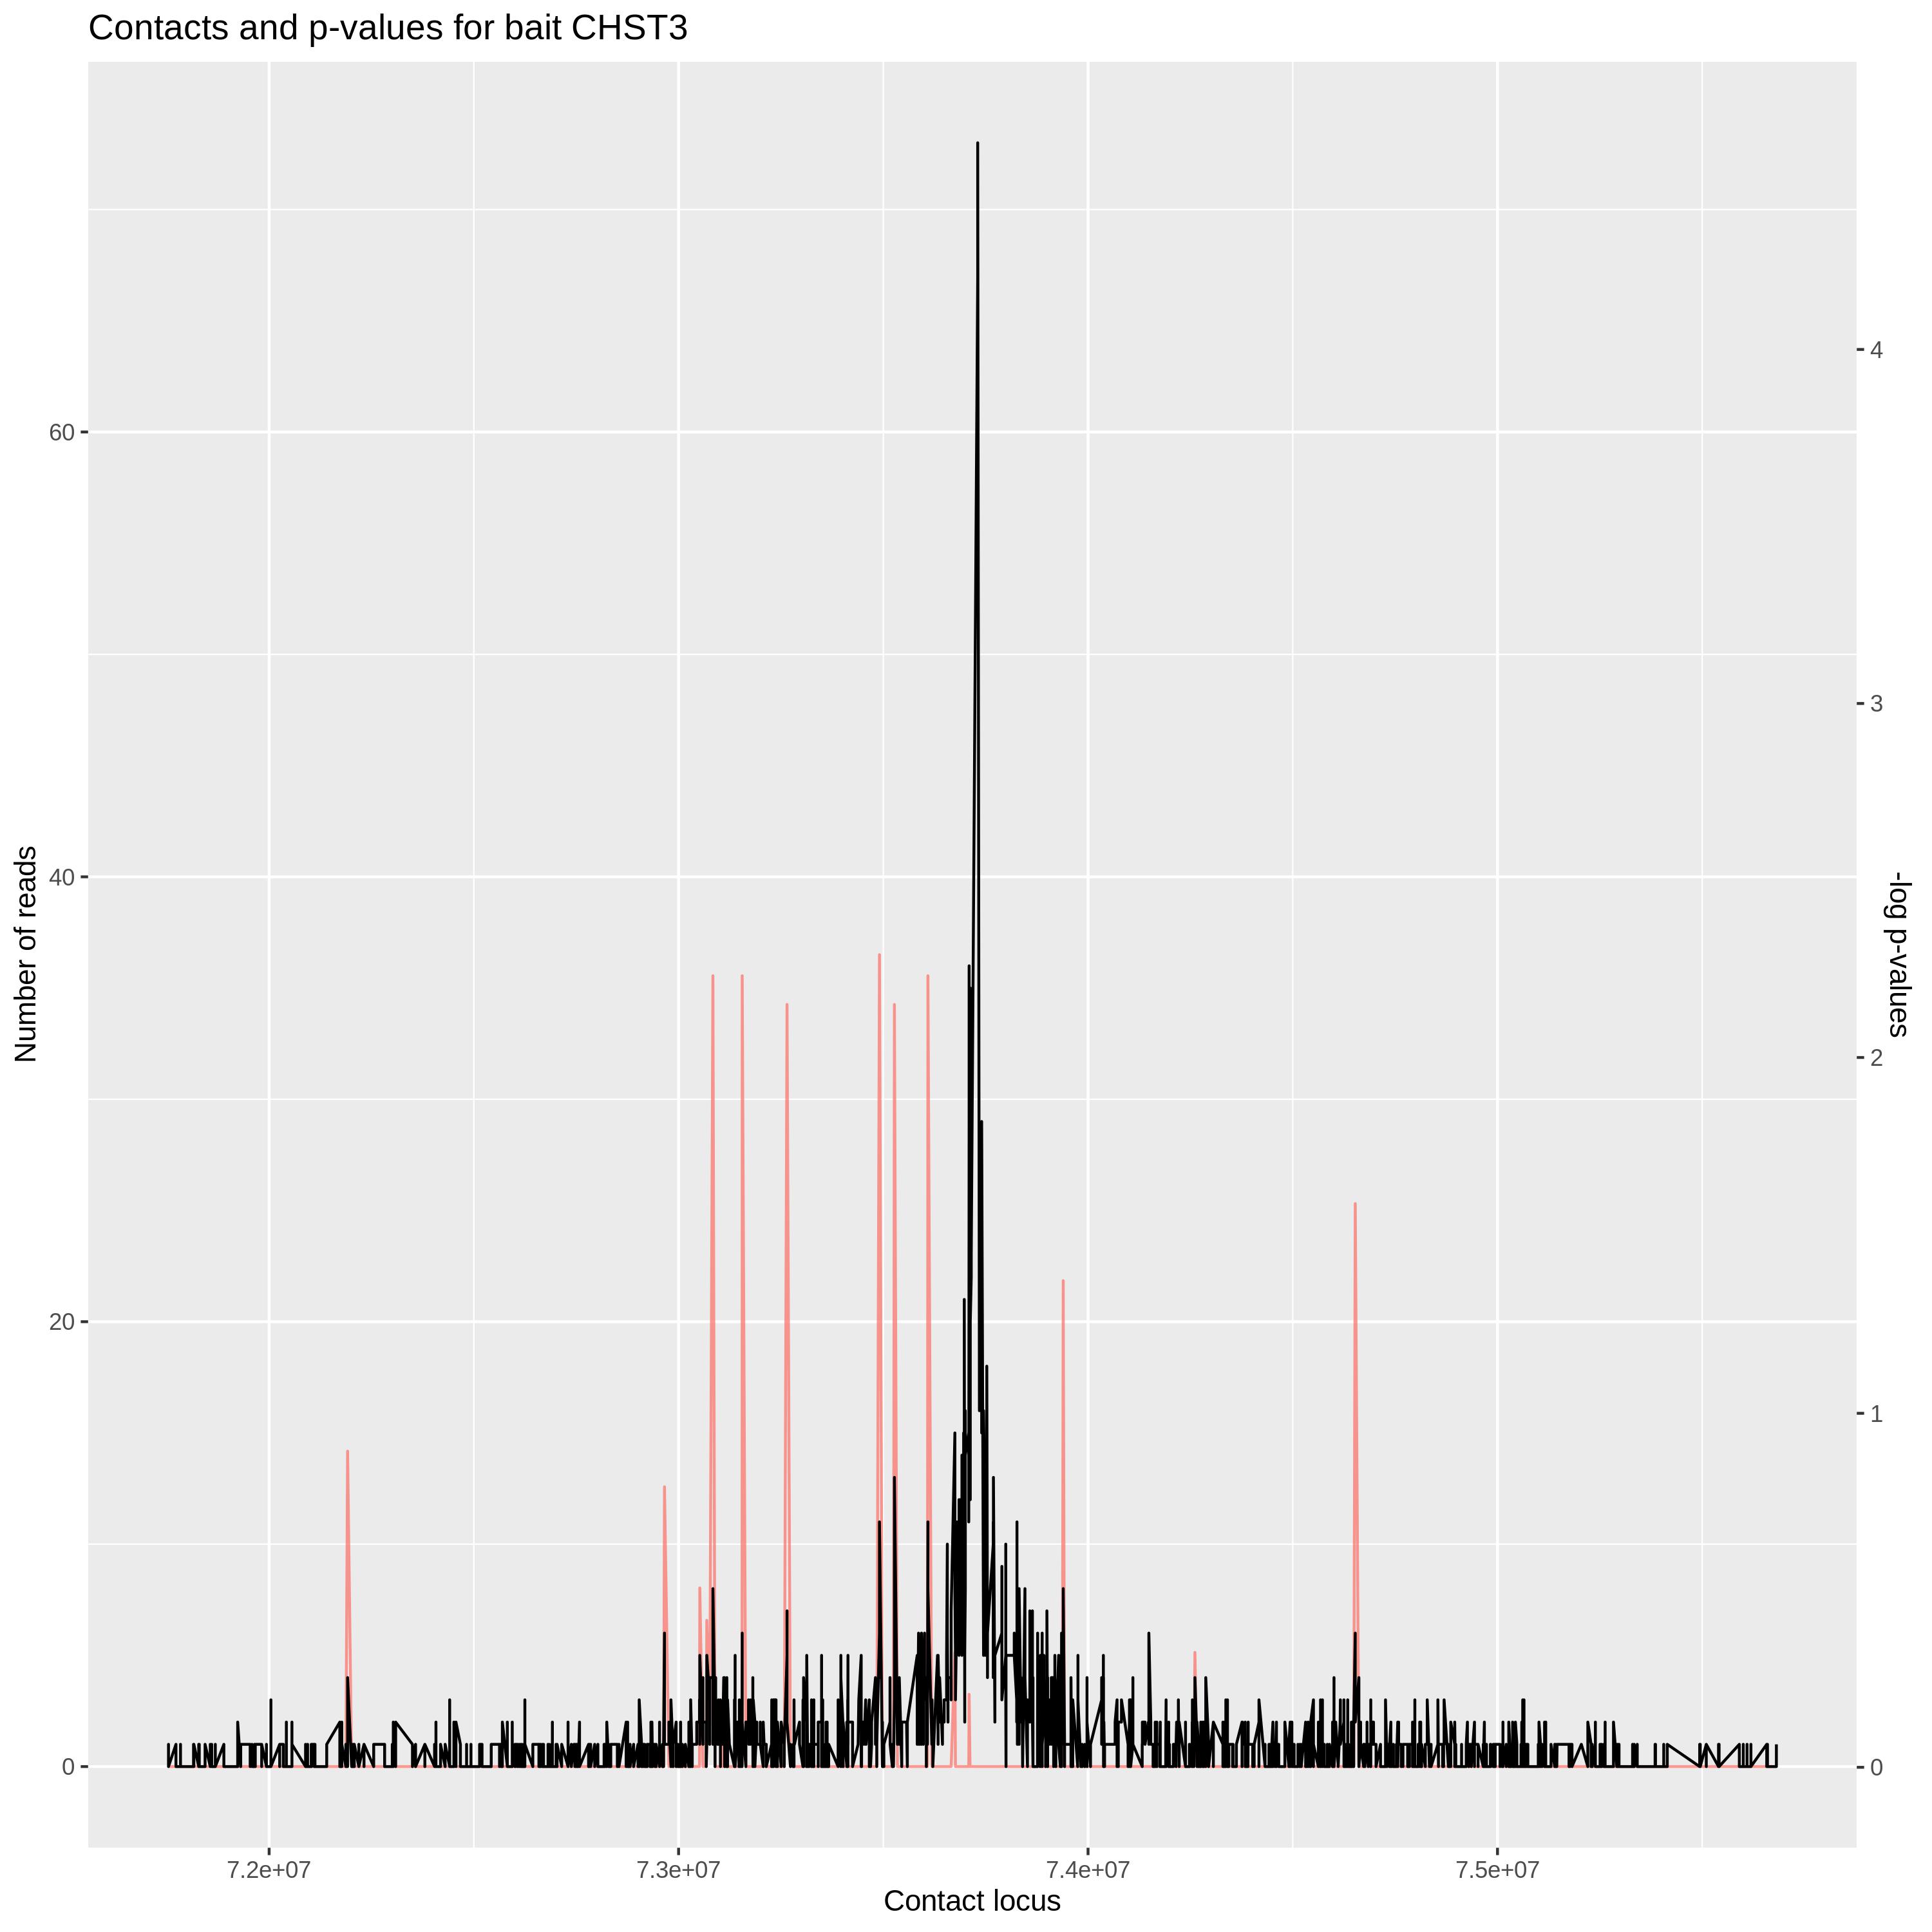 Contacts and p-values for bait CHST3
60
40
20
0
Number of reads
4
3
2
1
0
-log p-values
7.2e+07
7.3e+07
7.4e+07
7.5e+07
Contact locus